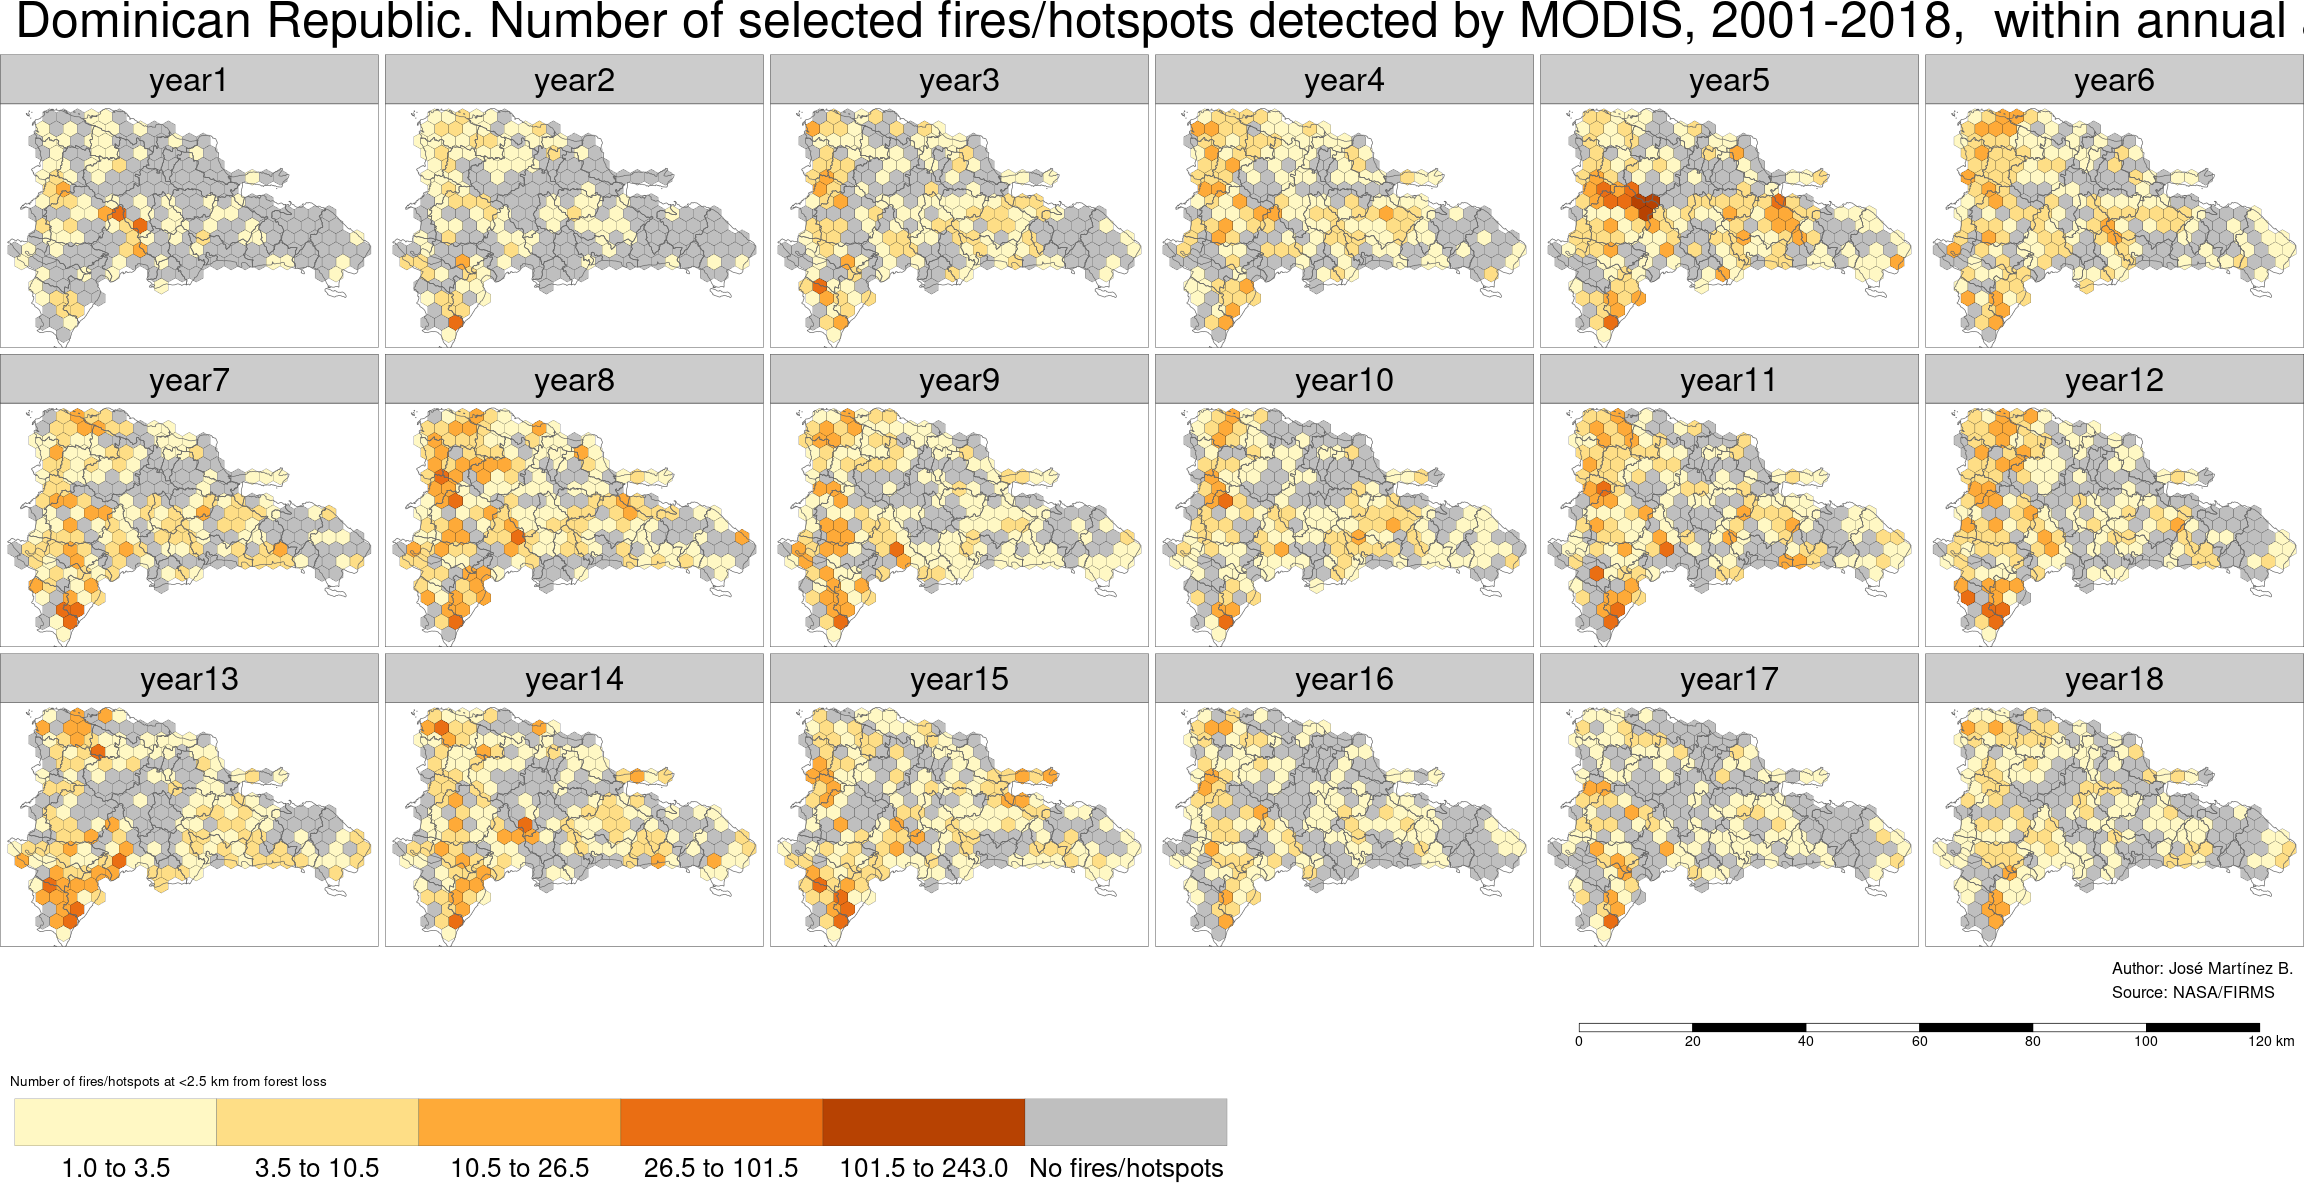 Dominican Republic. Number of selected fires/hotspots detected by MODIS, 2001-2018,  within annual
year1
year2
year3
year4
year5
year6
year7
year8
year9
year10
year11
year12
year13
year14
year15
year16
year17
year18
Author: José Martínez B.
Source: NASA/FIRMS
0 20 40 60 80 100 120 km
Number of fires/hotspots at <2.5 km from forest loss
1.0 to 3.5
3.5 to 10.5
10.5 to 26.5
26.5 to 101.5
101.5 to 243.0
No fires/hotspots